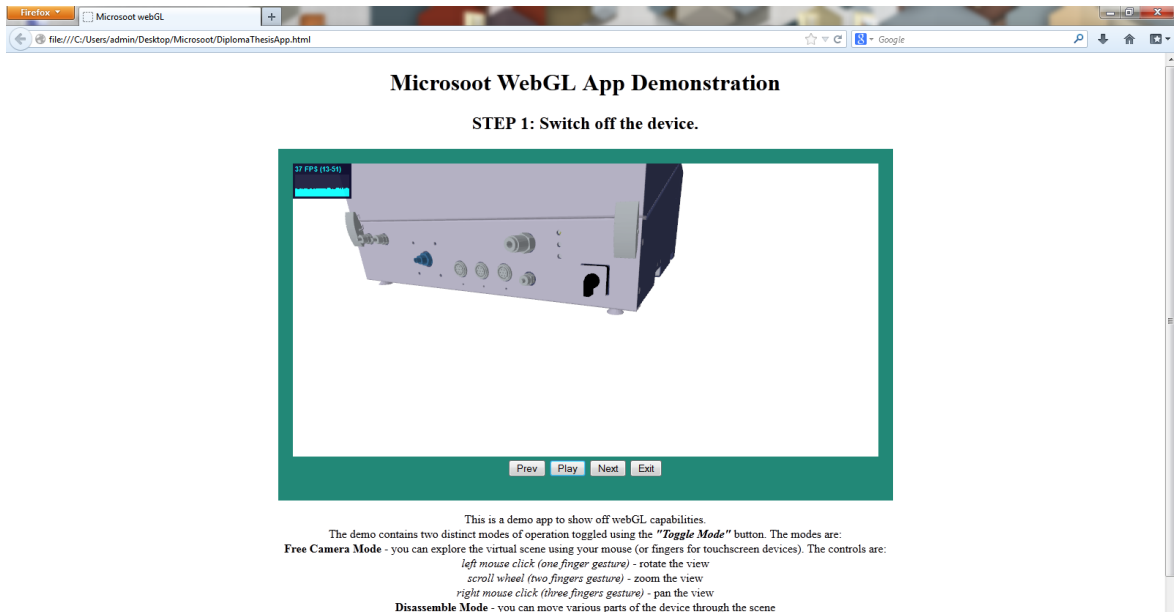 Firefox
Microsoot webGL
+
file:///C:/Users/admin/Desktop/Microsoot/DiplomaThesisApp.html
Google
Microsoot WebGL App Demonstration
STEP 1: Switch off the device.
37 FPS (13-51)
Prev Play Next Exit
This is a demo app to show off webGL capabilities.
The demo contains two distinct modes of operation toggled using the "Toggle Mode" button. The modes are:
Free Camera Mode - you can explore the virtual scene using your mouse (or fingers for touchscreen devices). The controls are:
left mouse click (one finger gesture) - rotate the view
scroll wheel (two fingers gesture) - zoom the view
right mouse click (three fingers gesture) - pan the view
Disassemble Mode - you can move various parts of the device through the scene